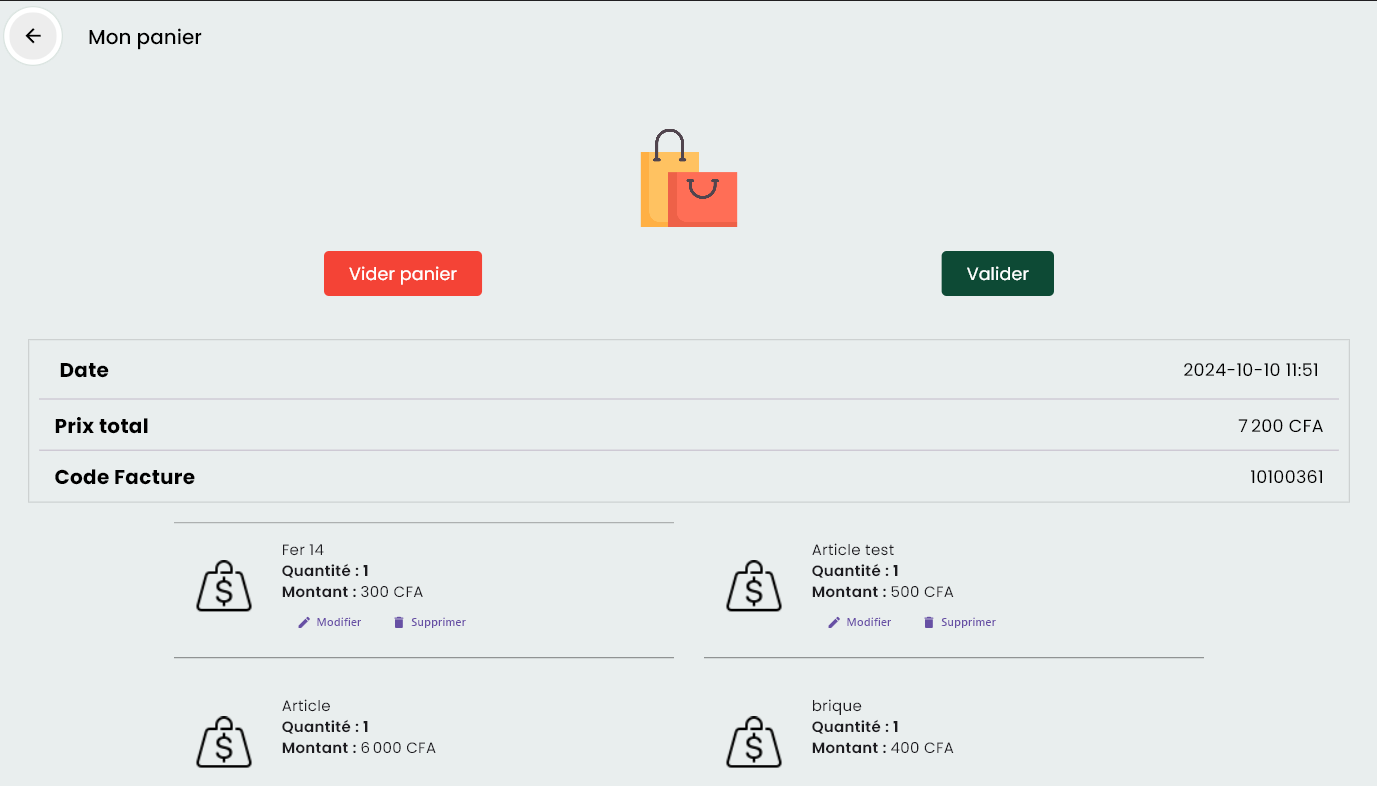 Mon panier
Vider panier
Valider
Date
2024-10-10 11:51
Prix total
7 200 CFA
Code Facture
10100361
$
Fer 14
Quantité : 1
Montant : 300 CFA
Modifier
Supprimer
$
Article test
Quantité : 1
Montant : 500 CFA
Modifier
Supprimer
$
Article
Quantité : 1
Montant : 6 000 CFA
$
brique
Quantité : 1
Montant : 400 CFA